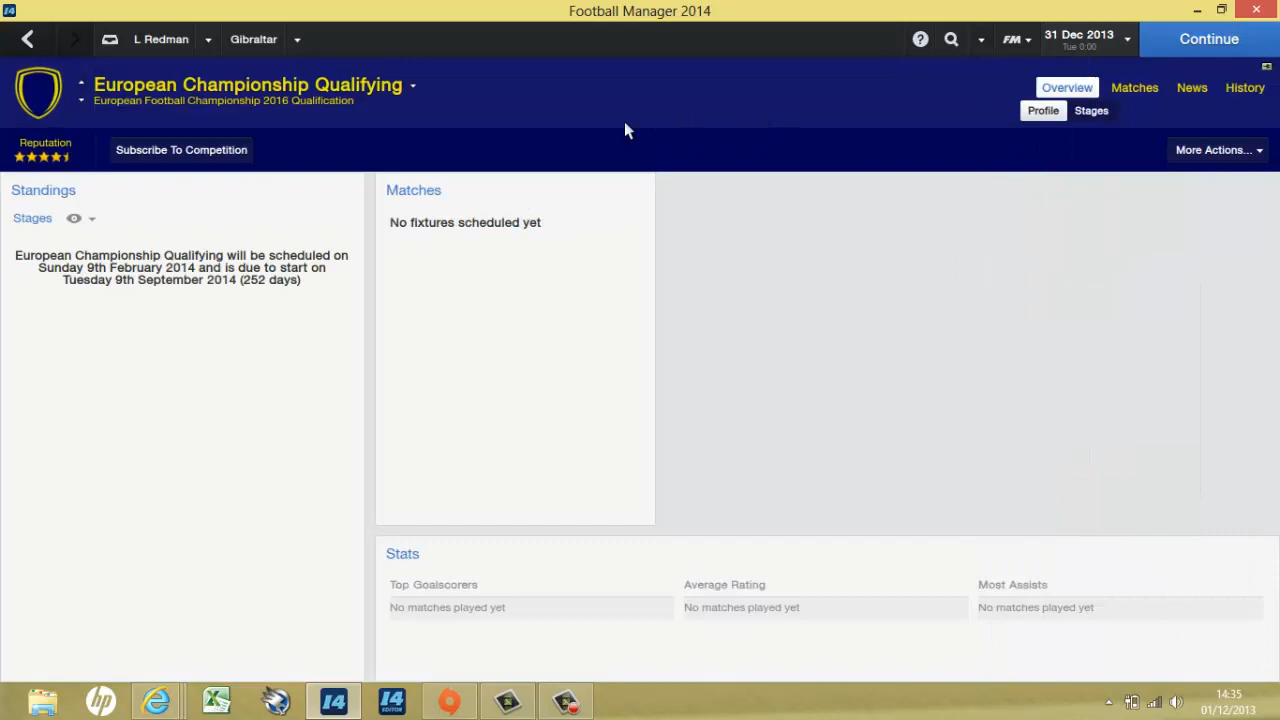 Football Manager 2014
L Redman
Gibraltar
FM
31 Dec 2013
Tue 0:00
Continue
European Championship Qualifying
European Football Championship 2016 Qualification
Overview
Matches
News
History
Profile
Stages
Reputation
Subscribe To Competition
More Actions...
Standings
Stages
European Championship Qualifying will be scheduled on
Sunday 9th February 2014 and is due to start on
Tuesday 9th September 2014 (252 days)
Matches
No fixtures scheduled yet
Stats
Top Goalscorers
Average Rating
Most Assists
No matches played yet
No matches played yet
No matches played yet
hp
14
14
EDITOR
14:35
01/12/2013